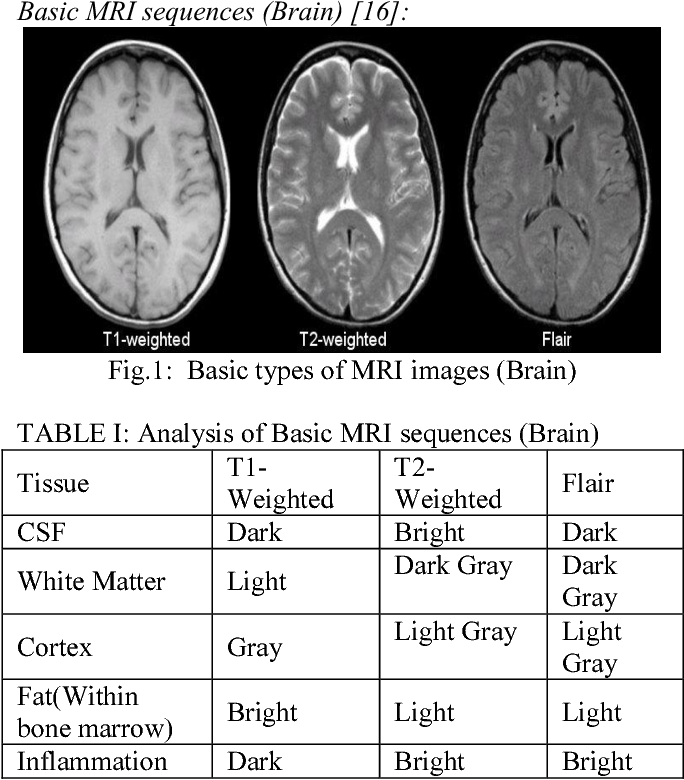 Basic MRI sequences (Brain) [16]:
T1-weighted T2-weighted Flair
Fig.1: Basic types of MRI images (Brain)
TABLE I: Analysis of Basic MRI sequences (Brain)
Tissue T1-Weighted T2-Weighted Flair
CSF Dark Bright Dark
White Matter Light Dark Gray Dark Gray
Cortex Gray Light Gray Light Gray
Fat(Within bone marrow) Bright Light Light
Inflammation Dark Bright Bright